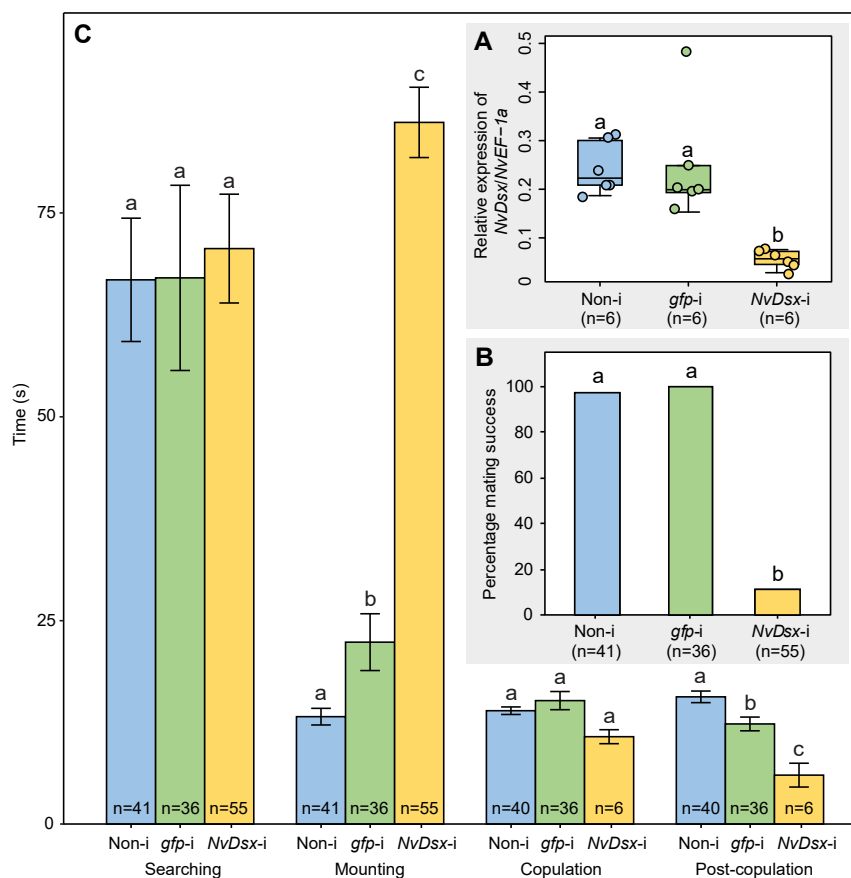 C
Time (s)
75
50
25
0
a
a
a
a
b
c
a
a
a
a
b
c
n=41
n=36
n=55
n=41
n=36
n=55
n=40
n=36
n=6
n=40
n=36
n=6
Non-i gfp-i NvDsx-i
Non-i gfp-i NvDsx-i
Non-i gfp-i NvDsx-i
Non-i gfp-i NvDsx-i
Searching
Mounting
Copulation
Post-copulation
A
Relative expression of
NvDsx/NvEF−1a
0.5
0.3
0.2
0.1
0
a
a
b
Non-i gfp-i NvDsx-i
(n=6) (n=6) (n=6)
B
Percentage mating success
100
80
60
40
20
0
a
a
b
Non-i gfp-i NvDsx-i
(n=41) (n=36) (n=55)